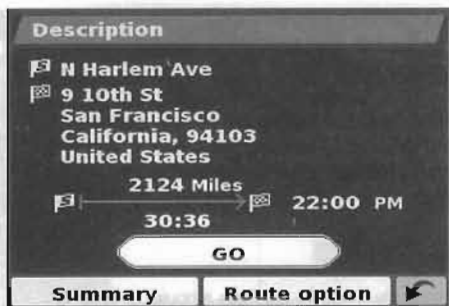 Description
N Harlem Ave
9 10th St
San Francisco
California, 94103
United States
2124 Miles
22:00 PM
30:36
GO
Summary
Route option